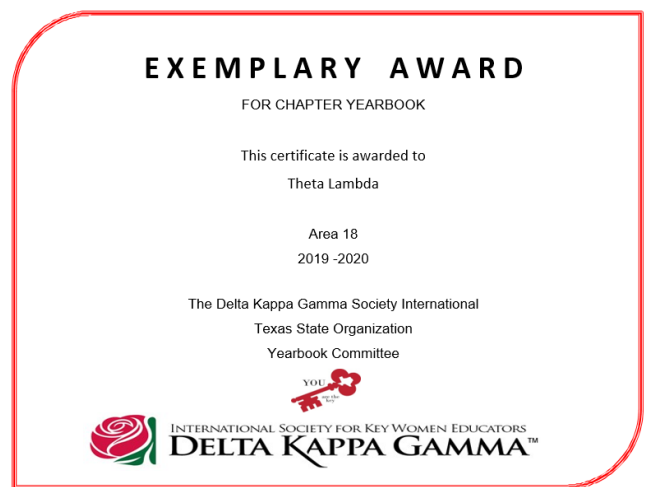 EXEMPLARY AWARD
FOR CHAPTER YEARBOOK
This certificate is awarded to
Theta Lambda
Area 18
2019 -2020
The Delta Kappa Gamma Society International
Texas State Organization
Yearbook Committee
YOU
are the
key
INTERNATIONAL SOCIETY FOR KEY WOMEN EDUCATORS
DELTA KAPPA GAMMA™